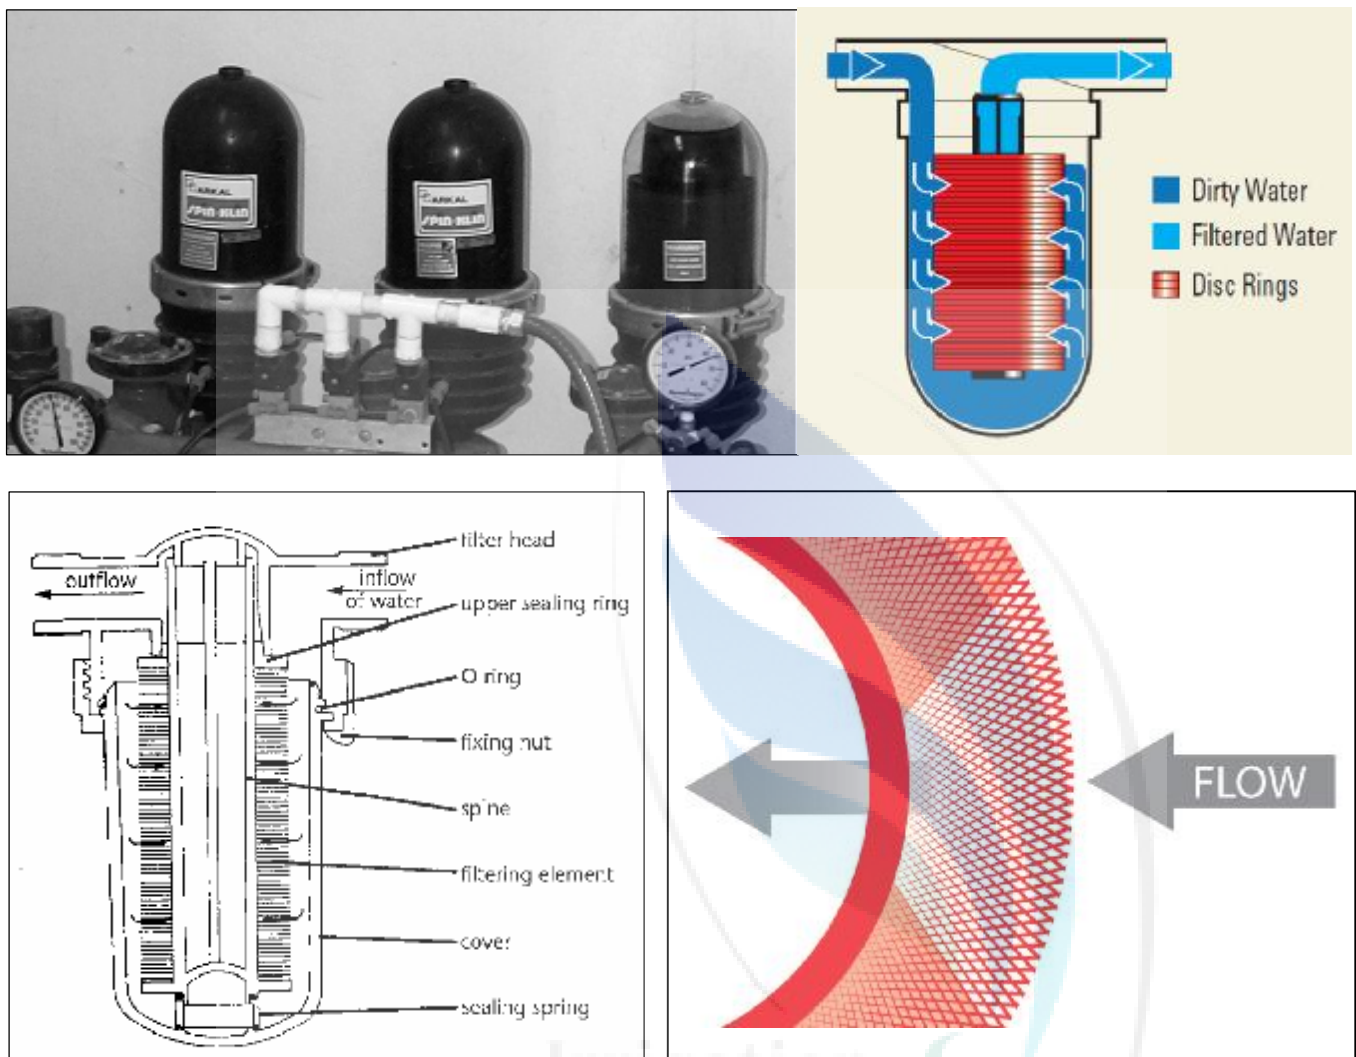 ARKAL
SPIN-KLIN
ARKAL
SPIN-KLIN
Dirty Water
Filtered Water
Disc Rings
filter head
outflow
inflow
of water
upper sealing ring
O ring
fixing nut
spine
filtering element
cover
sealing spring
FLOW